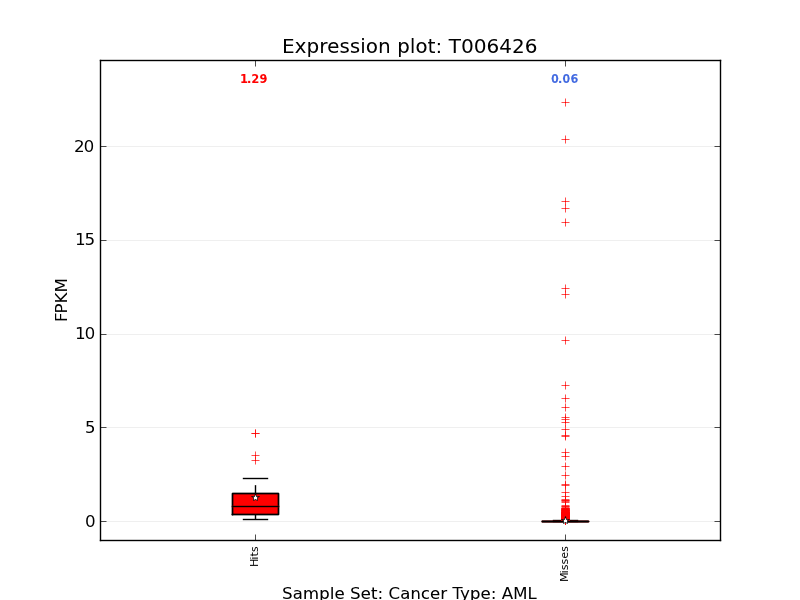 Expression plot: T006426
1.29
0.06
20
15
10
5
0
FPKM
Hits
Misses
Sample Set: Cancer Type: AML